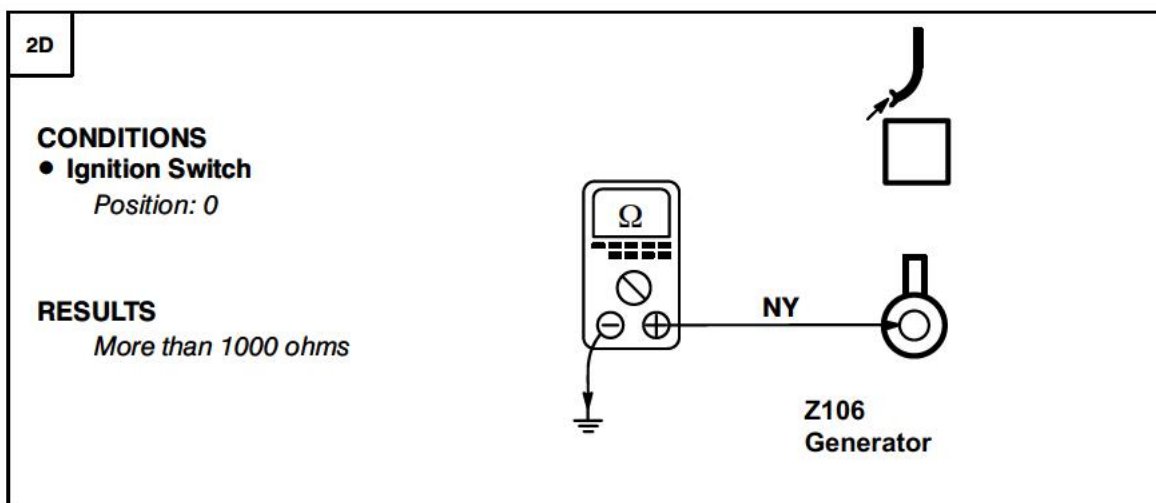 2D
CONDITIONS
● Ignition Switch
Position: 0
RESULTS
More than 1000 ohms
Ω
NY
Z106
Generator